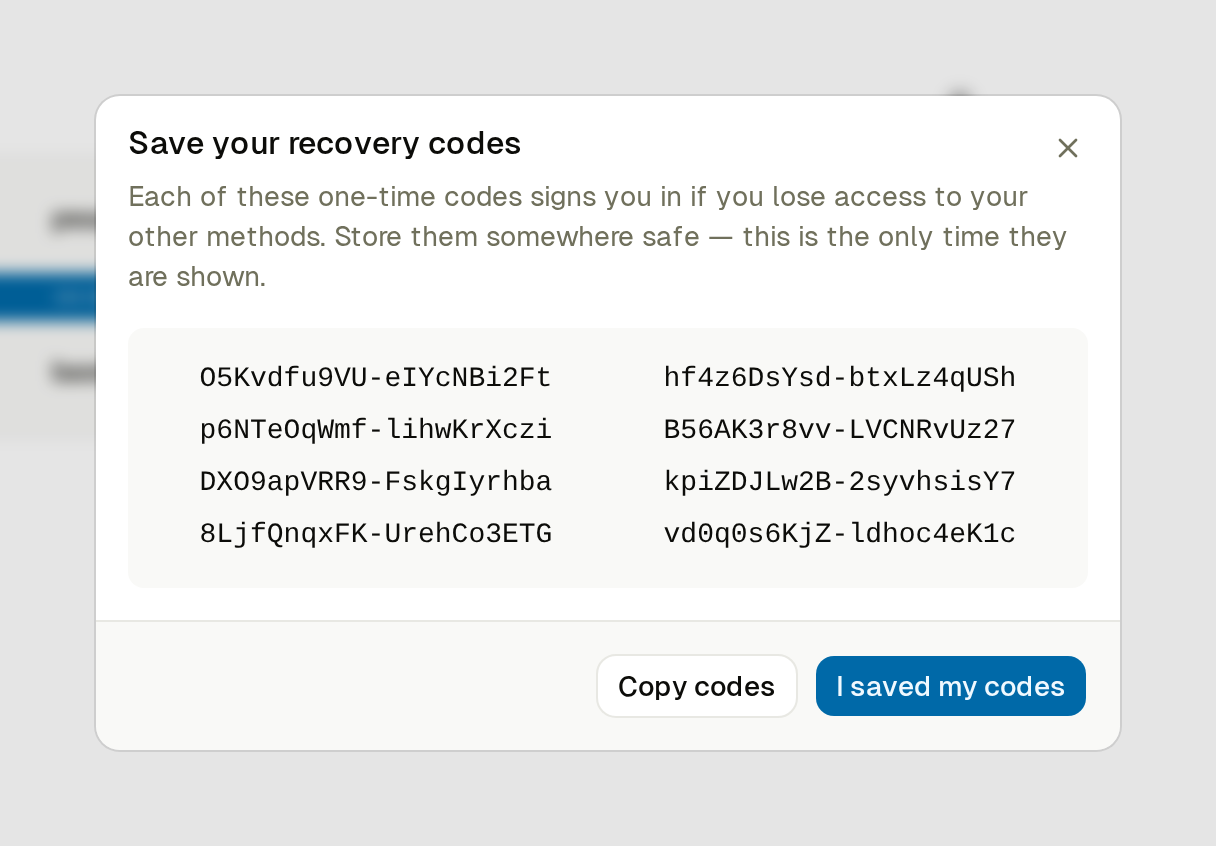 Save your recovery codes
Each of these one-time codes signs you in if you lose access to your
other methods. Store them somewhere safe — this is the only time they
are shown.
O5Kvdfu9VU-eIYcNBi2Ft hf4z6DsYsd-btxLz4qUSh
p6NTeOqWmf-lihwKrXczi B56AK3r8vv-LVCNRvUz27
DXO9apVRR9-FskgIyrhba kpiZDJLw2B-2syvhsisY7
8LjfQnqxFK-UrehCo3ETG vd0q0s6KjZ-ldhoc4eK1c
Copy codes I saved my codes